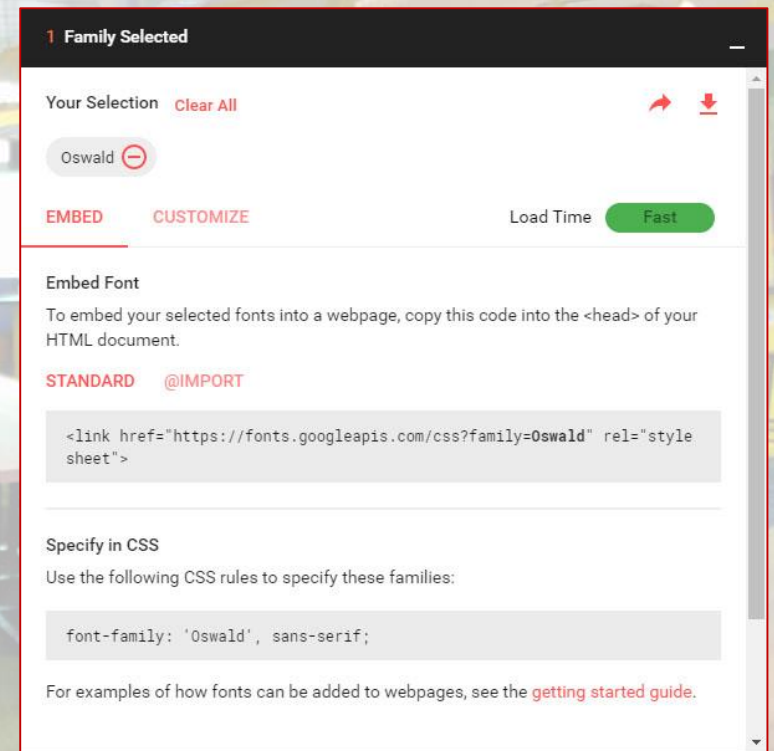 1 Family Selected
Your Selection Clear All
Oswald
EMBED CUSTOMIZE Load Time Fast
Embed Font
To embed your selected fonts into a webpage, copy this code into the <head> of your
HTML document.
STANDARD @IMPORT
<link href="https://fonts.googleapis.com/css?family=Oswald" rel="style
sheet">
Specify in CSS
Use the following CSS rules to specify these families:
font-family: 'Oswald', sans-serif;
For examples of how fonts can be added to webpages, see the getting started guide.